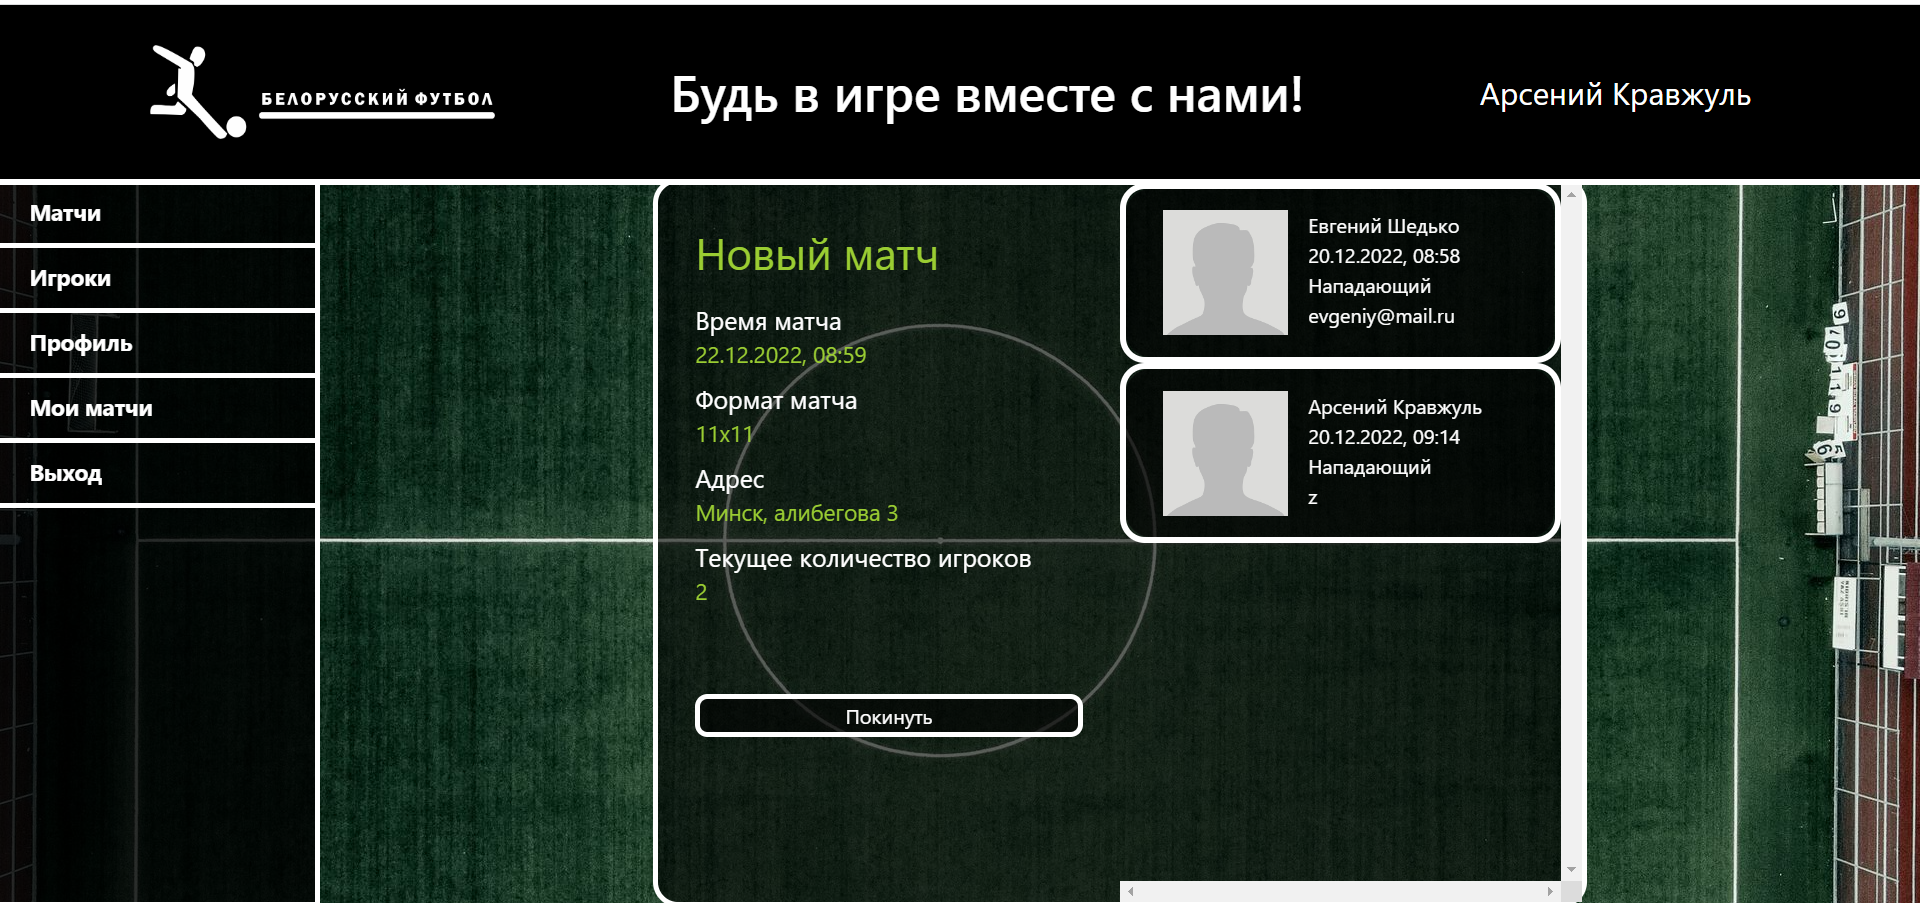 БЕЛОРУССКИЙ ФУТБОЛ
Будь в игре вместе с нами!
Арсений Кравжуль
Матчи
Игроки
Профиль
Мои матчи
Выход
Новый матч
Время матча
22.12.2022, 08:59
Формат матча
11x11
Адрес
Минск, алибегова 3
Текущее количество игроков
2
Покинуть
Евгений Шедько
20.12.2022, 08:58
Нападающий
evgeniy@mail.ru
Арсений Кравжуль
20.12.2022, 09:14
Нападающий
z